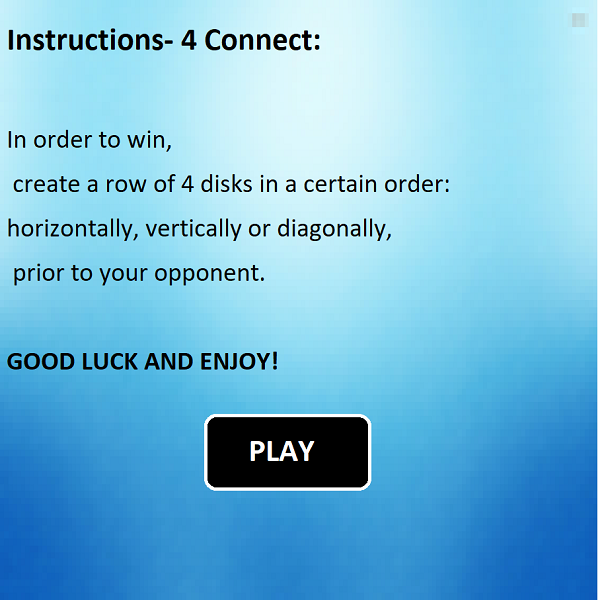 Instructions- 4 Connect:
In order to win,
create a row of 4 disks in a certain order:
horizontally, vertically or diagonally,
prior to your opponent.
GOOD LUCK AND ENJOY!
PLAY